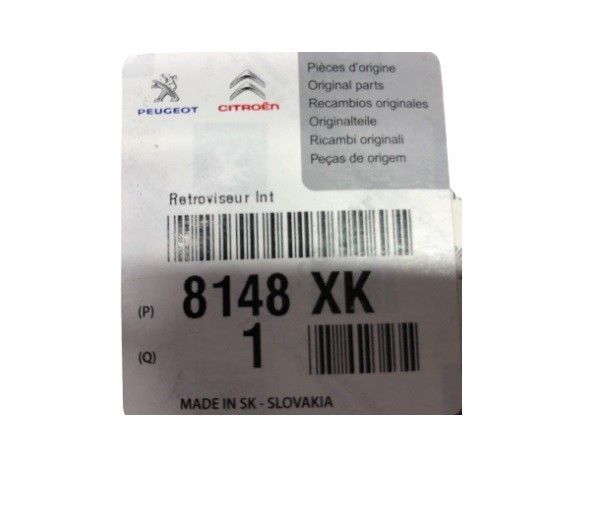 PEUGEOT
CITROËN
Pièces d'origine
Original parts
Recambios originales
Originalteile
Ricambi originali
Peças de origem
Retroviseur Int
(P) 8148 XK
(Q) 1
MADE IN SK - SLOVAKIA